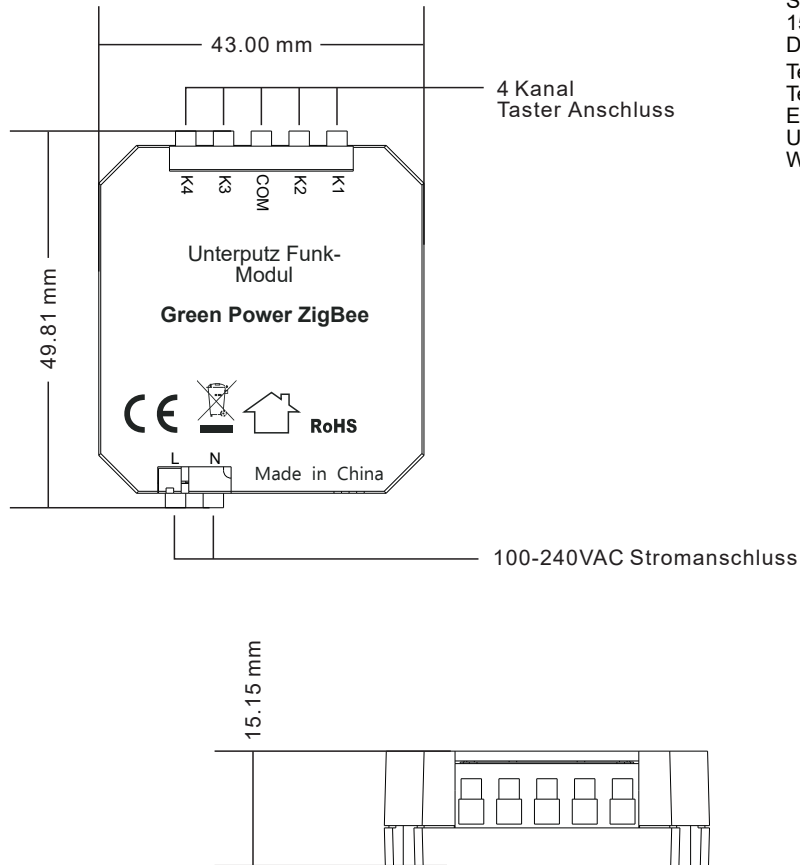 43.00 mm
4 Kanal
Taster Anschluss
K4
K3
COM
K2
K1
Unterputz Funk-
Modul
Green Power ZigBee
49.81 mm
CE
RoHS
L N
Made in China
100-240VAC Stromanschluss
15.15 mm